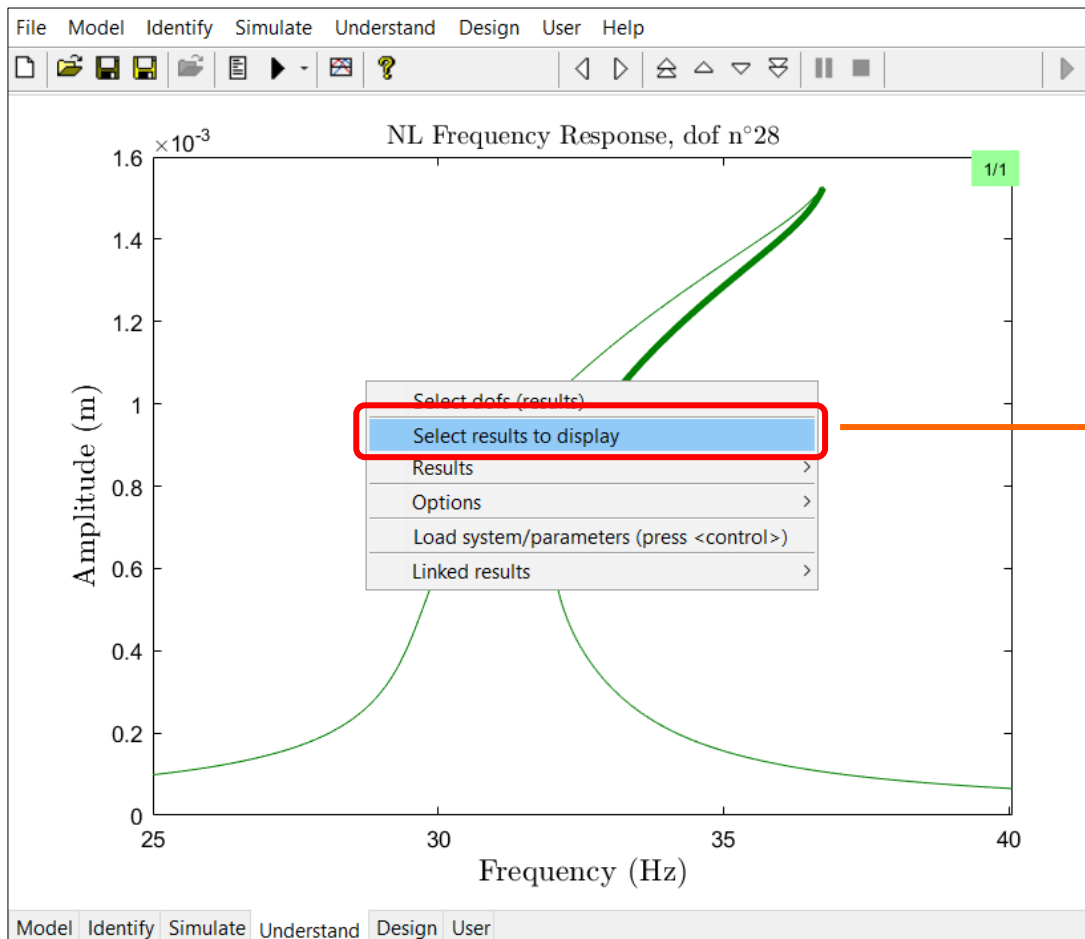 File Model Identify Simulate Understand Design User Help
NL Frequency Response, dof n°28
×10-3
1/1
1.6
1.4
1.2
1
0.8
0.6
0.4
0.2
0
Amplitude (m)
Select dofs (results)
Select results to display
Results
Options
Load system/parameters (press <control>)
Linked results
25 30 35 40
Frequency (Hz)
Model Identify Simulate Understand Design User